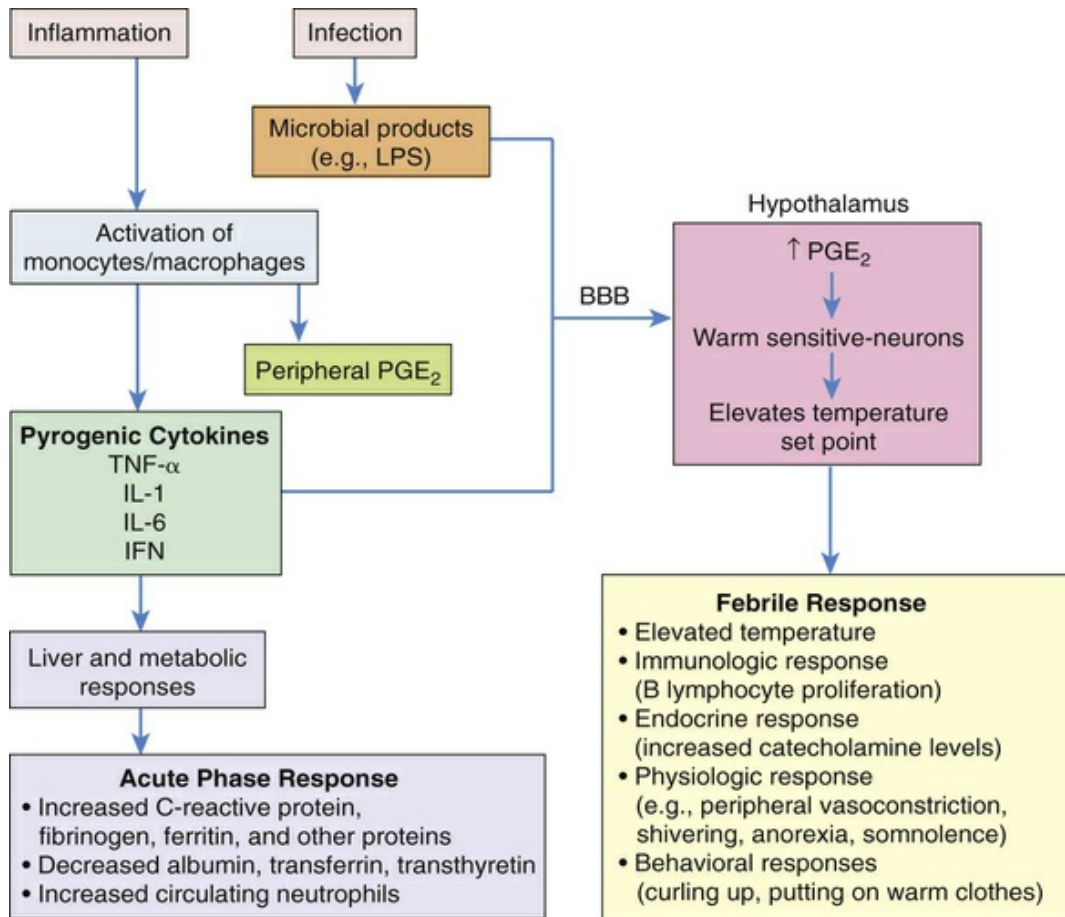 Inflammation
Infection
Microbial products
(e.g., LPS)
Activation of
monocytes/macrophages
Peripheral PGE₂
Pyrogenic Cytokines
TNF-α
IL-1
IL-6
IFN
Liver and metabolic
responses
Acute Phase Response
• Increased C-reactive protein,
fibrinogen, ferritin, and other proteins
• Decreased albumin, transferrin, transthyretin
• Increased circulating neutrophils
BBB
Hypothalamus
↑ PGE₂
Warm sensitive-neurons
Elevates temperature
set point
Febrile Response
• Elevated temperature
• Immunologic response
(B lymphocyte proliferation)
• Endocrine response
(increased catecholamine levels)
• Physiologic response
(e.g., peripheral vasoconstriction,
shivering, anorexia, somnolence)
• Behavioral responses
(curling up, putting on warm clothes)